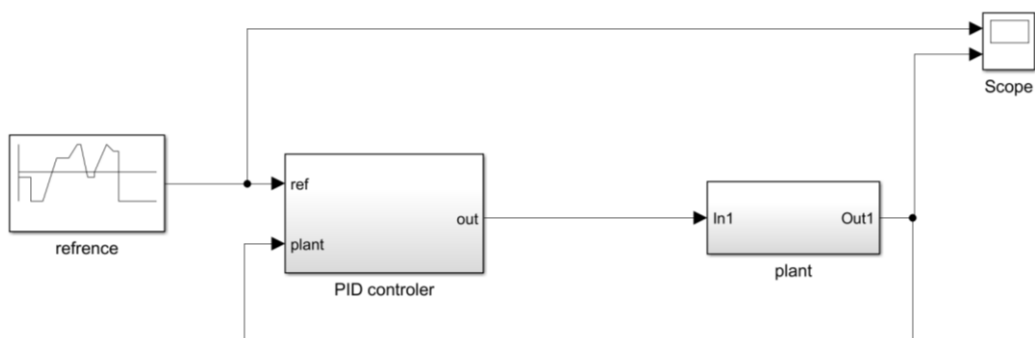 Scope
refrence
ref
plant
out
PID controler
In1
Out1
plant